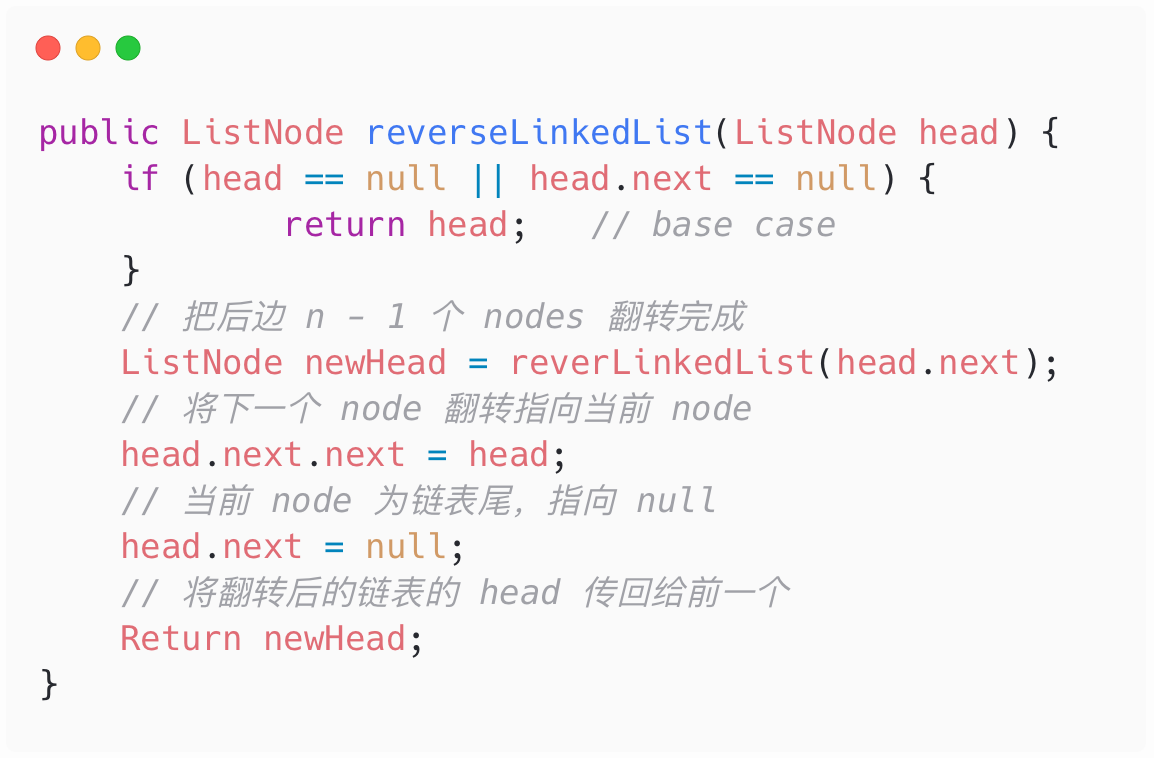 public ListNode reverseLinkedList(ListNode head) {
    if (head == null || head.next == null) {
            return head;   // base case
    }
    // 把后边 n - 1 个 nodes 翻转完成
    ListNode newHead = reverLinkedList(head.next);
    // 将下一个 node 翻转指向当前 node
    head.next.next = head;
    // 当前 node 为链表尾，指向 null
    head.next = null;
    // 将翻转后的链表的 head 传回给前一个
    Return newHead;
}